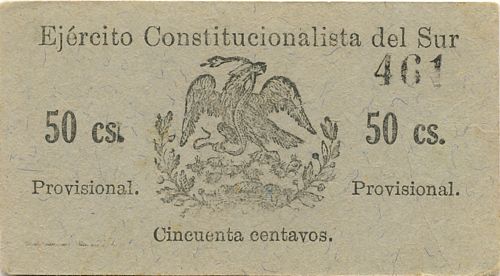 Ejército Constitucionalista del Sur
461
50 cs. 50 cs.
Provisional. Provisional.
Cincuenta centavos.